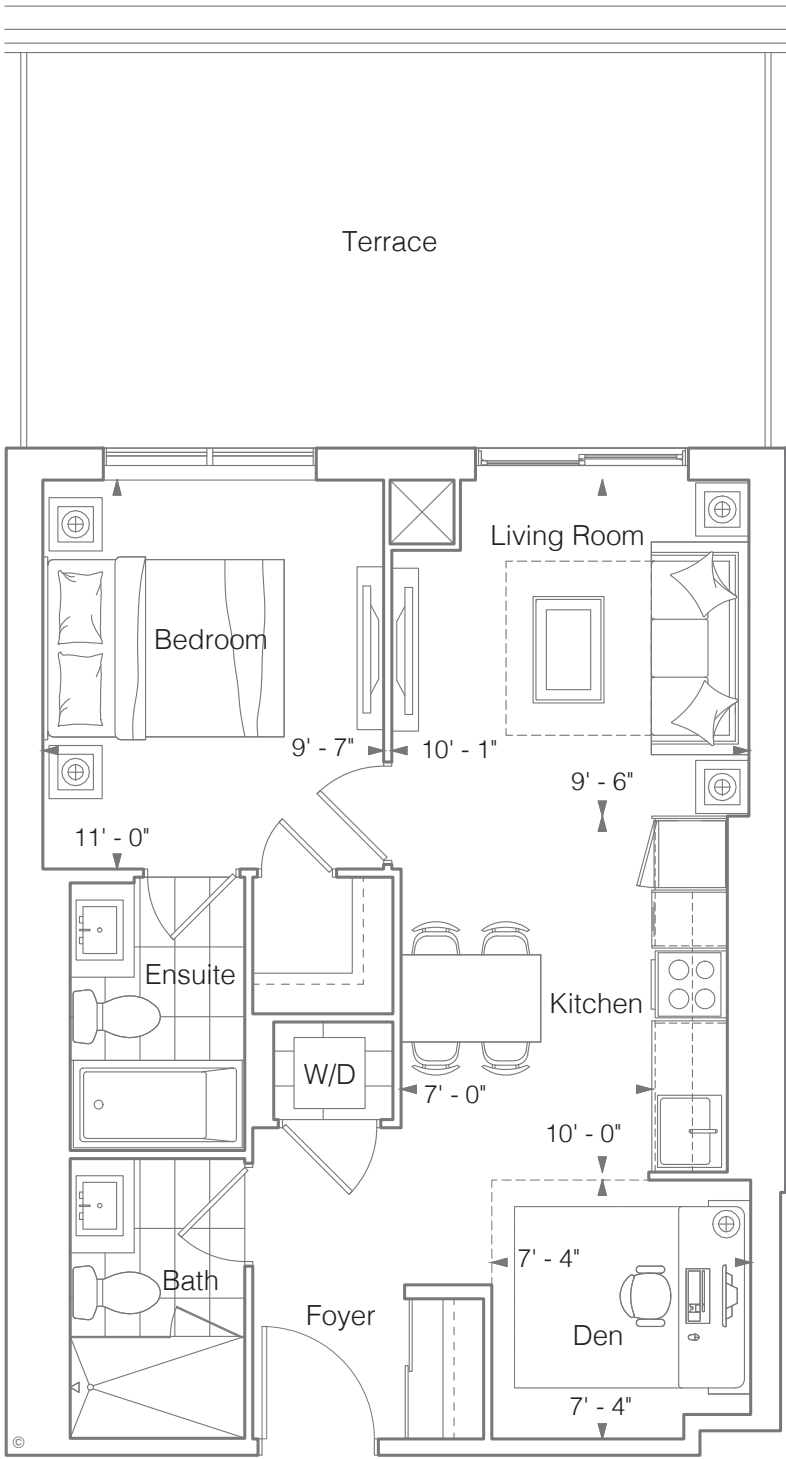 Terrace
Living Room
Bedroom
9' - 7"
10' - 1"
9' - 6"
11' - 0"
Ensuite
Kitchen
W/D
7' - 0"
10' - 0"
7' - 4"
Bath
Foyer
Den
7' - 4"
©